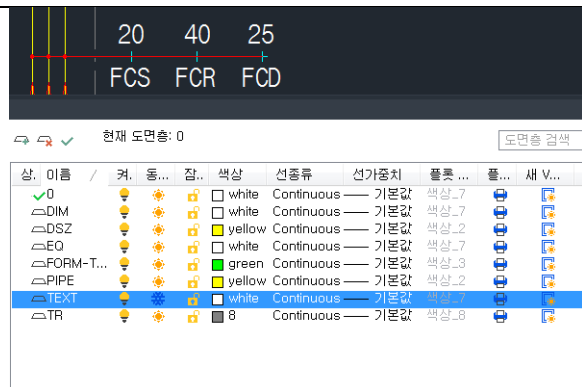 20 40 25
FCS FCR FCD
현재 도면층: 0
도면층 검색
상. 이름 켜. 동... 잠.. 색상 선종류 선가중치 플롯 ... 플... 새 V...
0 white Continuous 기본값 색상_7
DIM white Continuous 기본값 색상_7
DSZ yellow Continuous 기본값 색상_2
EQ white Continuous 기본값 색상_7
FORM-T... green Continuous 기본값 색상_3
PIPE yellow Continuous 기본값 색상_2
TEXT white Continuous 기본값 색상_7
TR 8 Continuous 기본값 색상_8